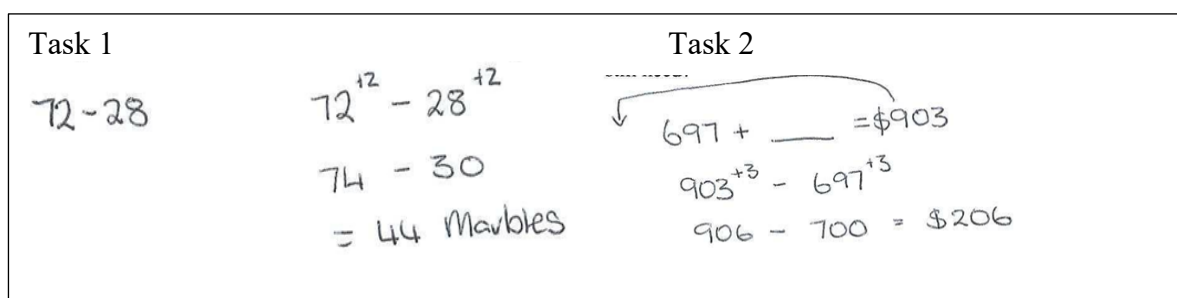 Task 1
72-28
72⁺² - 28⁺²
74 - 30
= 44 Marbles
Task 2
697 + ___ = $903
903⁺³ - 697⁺³
906 - 700 = $206